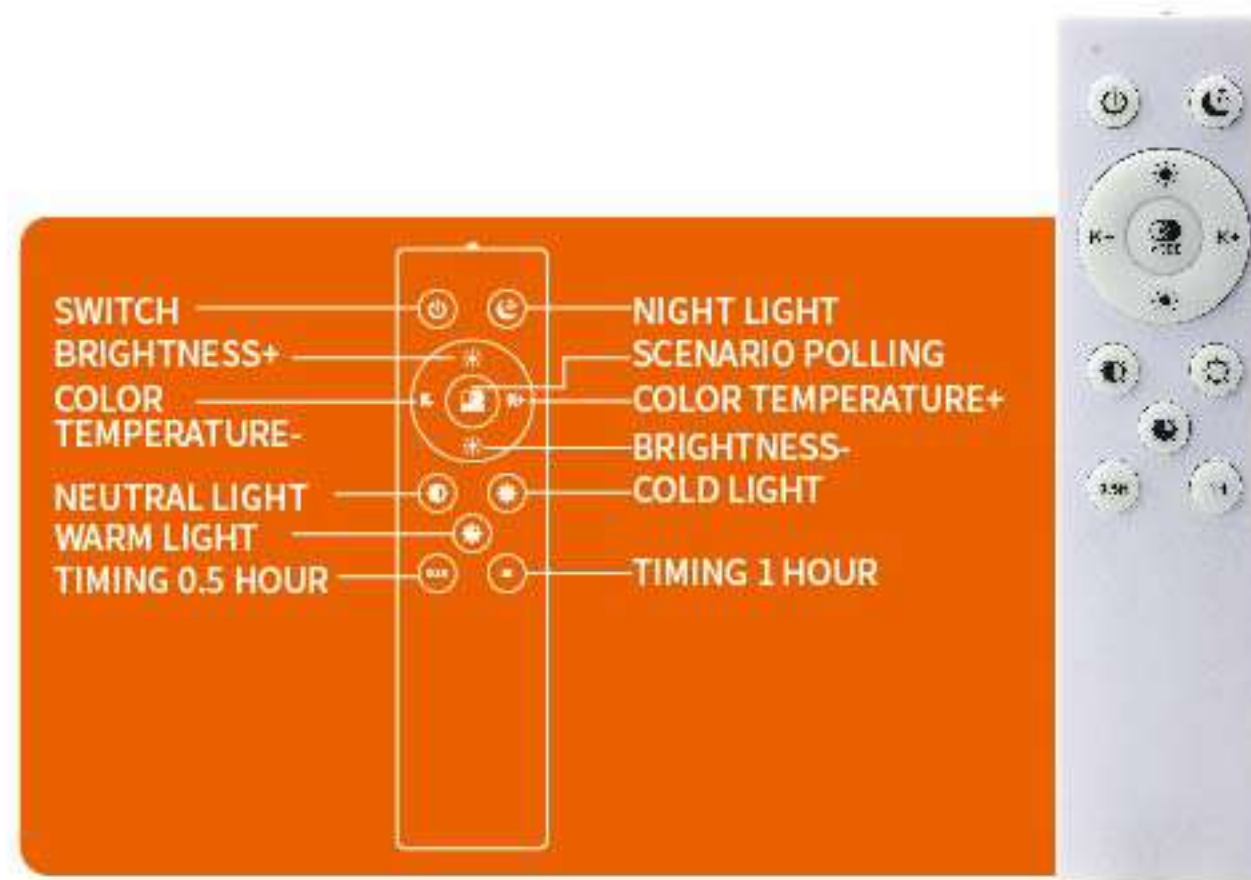 SWITCH
NIGHT LIGHT
BRIGHTNESS+
SCENARIO POLLING
COLOR
TEMPERATURE-
COLOR TEMPERATURE+
BRIGHTNESS-
NEUTRAL LIGHT
COLD LIGHT
WARM LIGHT
TIMING 0.5 HOUR
TIMING 1 HOUR
K-
K+